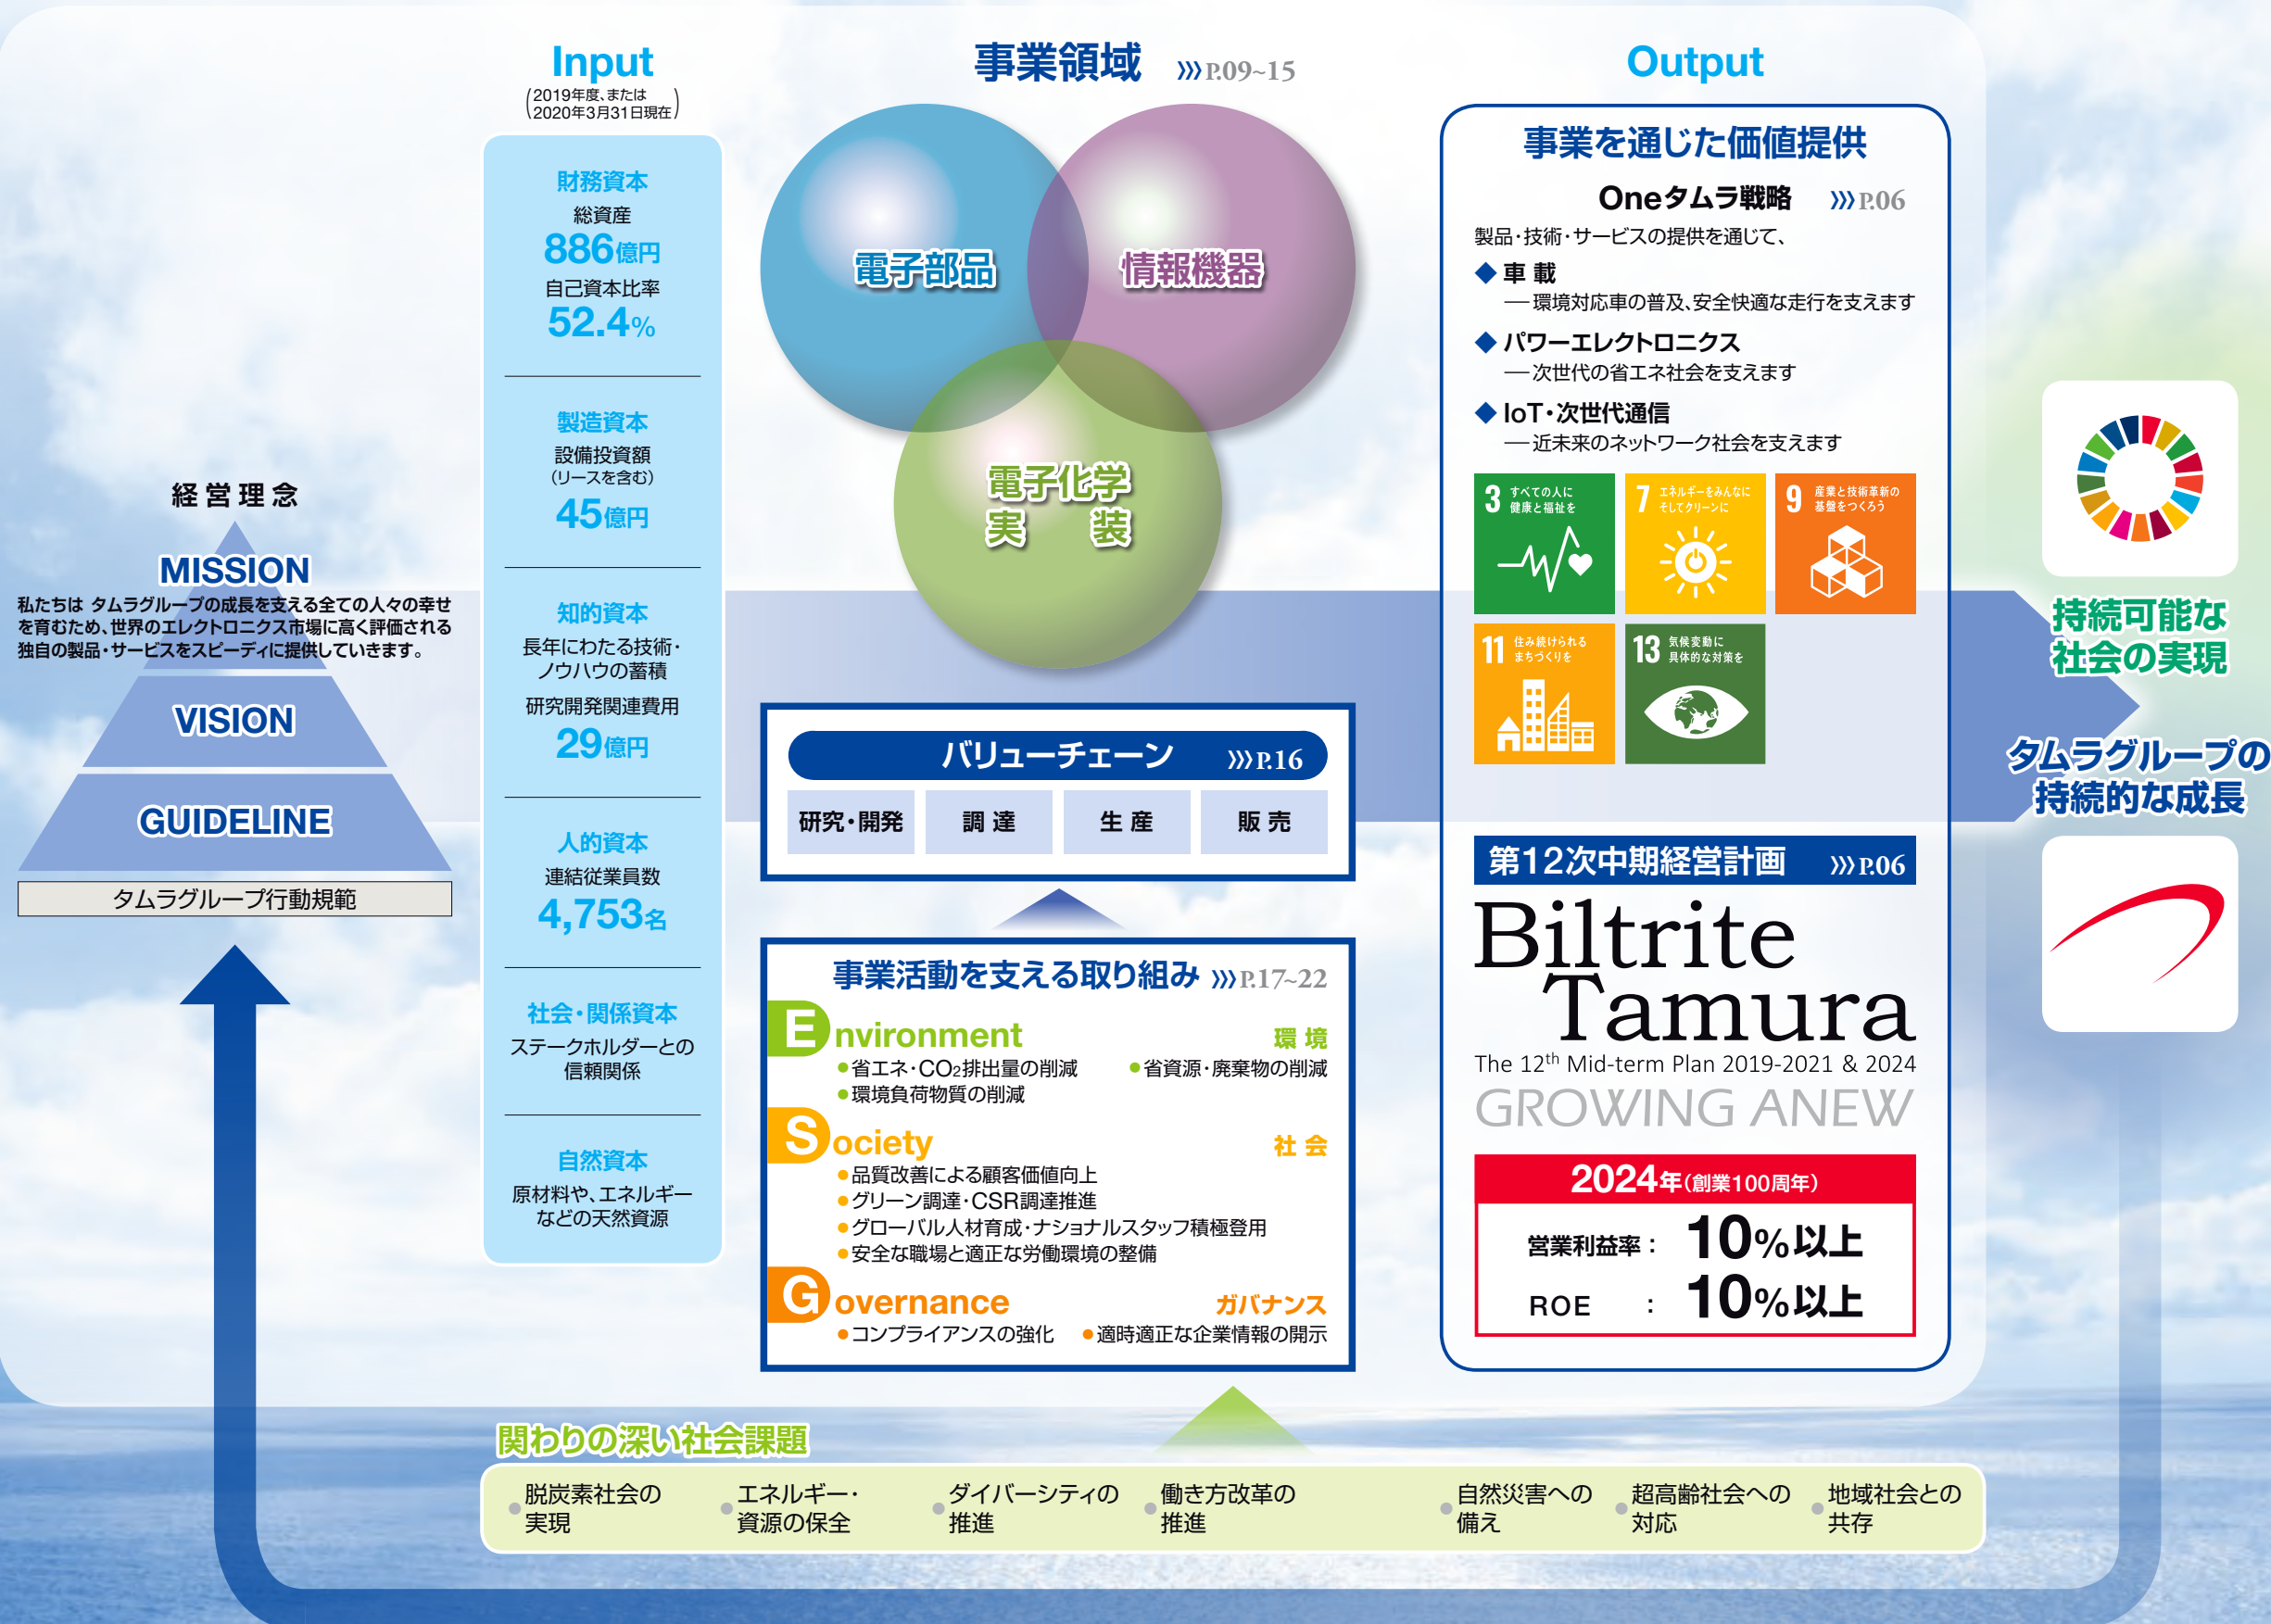 経営理念
MISSION
私たちは タムラグループの成長を支える全ての人々の幸せ
を育むため、世界のエレクトロニクス市場に高く評価される
独自の製品・サービスをスピーディに提供していきます。
VISION
GUIDELINE
タムラグループ行動規範
Input
(2019年度、または
2020年3月31日現在)
財務資本
総資産
886億円
自己資本比率
52.4%
製造資本
設備投資額
(リースを含む)
45億円
知的資本
長年にわたる技術・
ノウハウの蓄積
研究開発関連費用
29億円
人的資本
連結従業員数
4,753名
社会・関係資本
ステークホルダーとの
信頼関係
自然資本
原材料や、エネルギー
などの天然資源
事業領域 》》P.09~15
電子部品
情報機器
電子化学
実 装
バリューチェーン 》》P.16
研究・開発
調達
生産
販売
事業活動を支える取り組み 》》P.17~22
Environment 環境
●省エネ・CO₂排出量の削減 ●省資源・廃棄物の削減
●環境負荷物質の削減
Society 社会
●品質改善による顧客価値向上
●グリーン調達・CSR調達推進
●グローバル人材育成・ナショナルスタッフ積極登用
●安全な職場と適正な労働環境の整備
Governance ガバナンス
●コンプライアンスの強化 ●適時適正な企業情報の開示
Output
事業を通じた価値提供
Oneタムラ戦略 》》P.06
製品・技術・サービスの提供を通じて、
◆車載
―環境対応車の普及、安全快適な走行を支えます
◆パワーエレクトロニクス
―次世代の省エネ社会を支えます
◆IoT・次世代通信
―近未来のネットワーク社会を支えます
3 すべての人に
健康と福祉を
7 エネルギーをみんなに
そしてクリーンに
9 産業と技術革新の
基盤をつくろう
11 住み続けられる
まちづくりを
13 気候変動に
具体的な対策を
第12次中期経営計画 》》P.06
Biltrite
Tamura
The 12th Mid-term Plan 2019-2021 & 2024
GROWING ANEW
2024年(創業100周年)
営業利益率: 10%以上
ROE : 10%以上
持続可能な
社会の実現
タムラグループの
持続的な成長
関わりの深い社会課題
●脱炭素社会の
実現
●エネルギー・
資源の保全
●ダイバーシティの
推進
●働き方改革の
推進
●自然災害への
備え
●超高齢社会への
対応
●地域社会との
共存